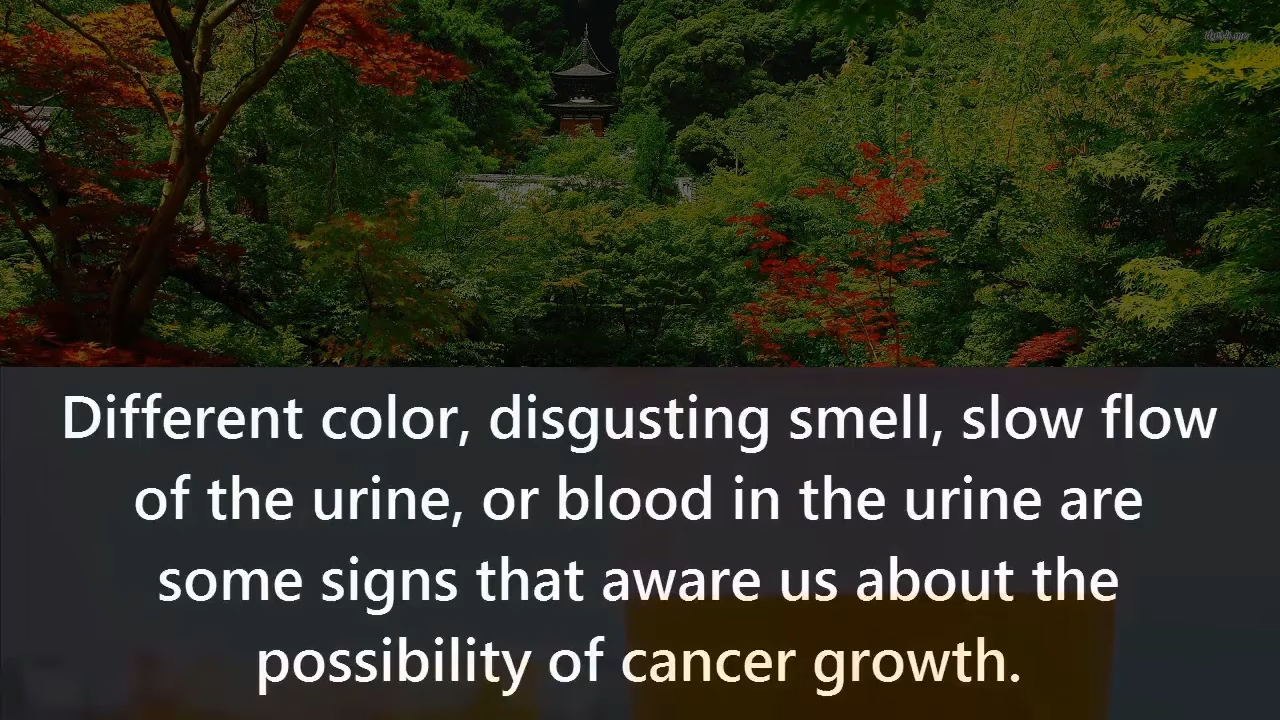 Different color, disgusting smell, slow flow
of the urine, or blood in the urine are
some signs that aware us about the
possibility of cancer growth.